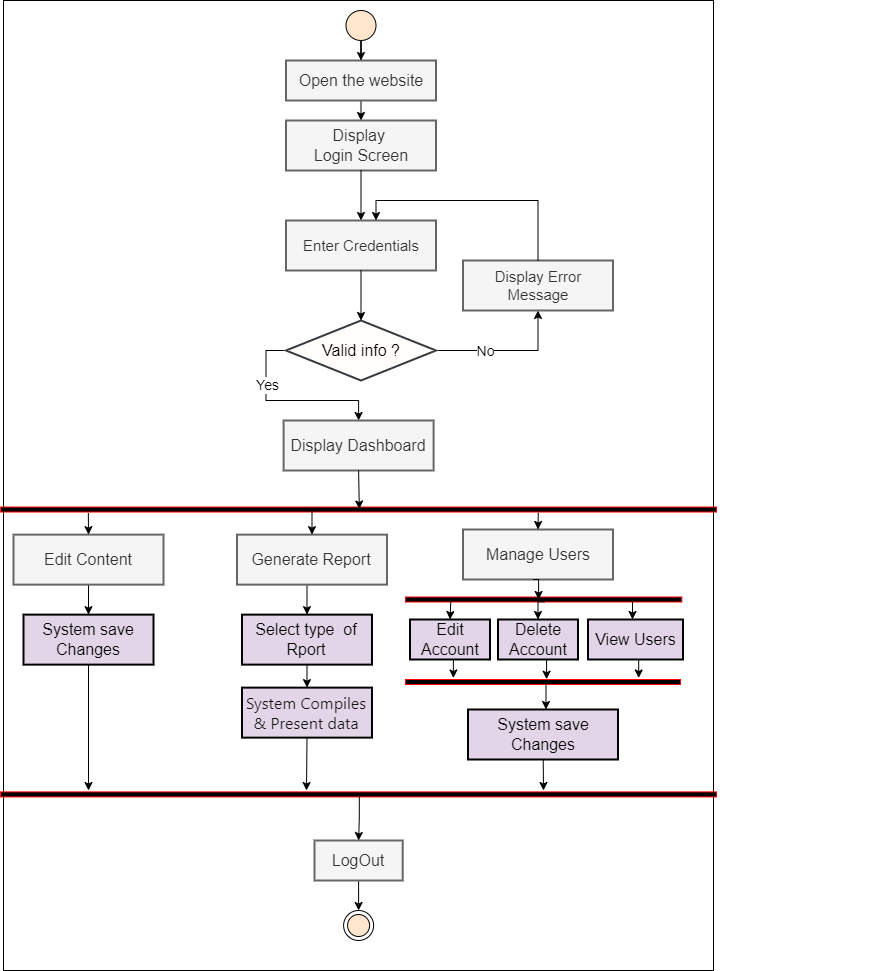 Open the website
Display
Login Screen
Enter Credentials
Display Error
Message
Valid info ?
No
Yes
Display Dashboard
Edit Content
Generate Report
Manage Users
System save
Changes
Select type  of
Rport
Edit
Account
Delete
Account
View Users
System Compiles
& Present data
System save
Changes
LogOut